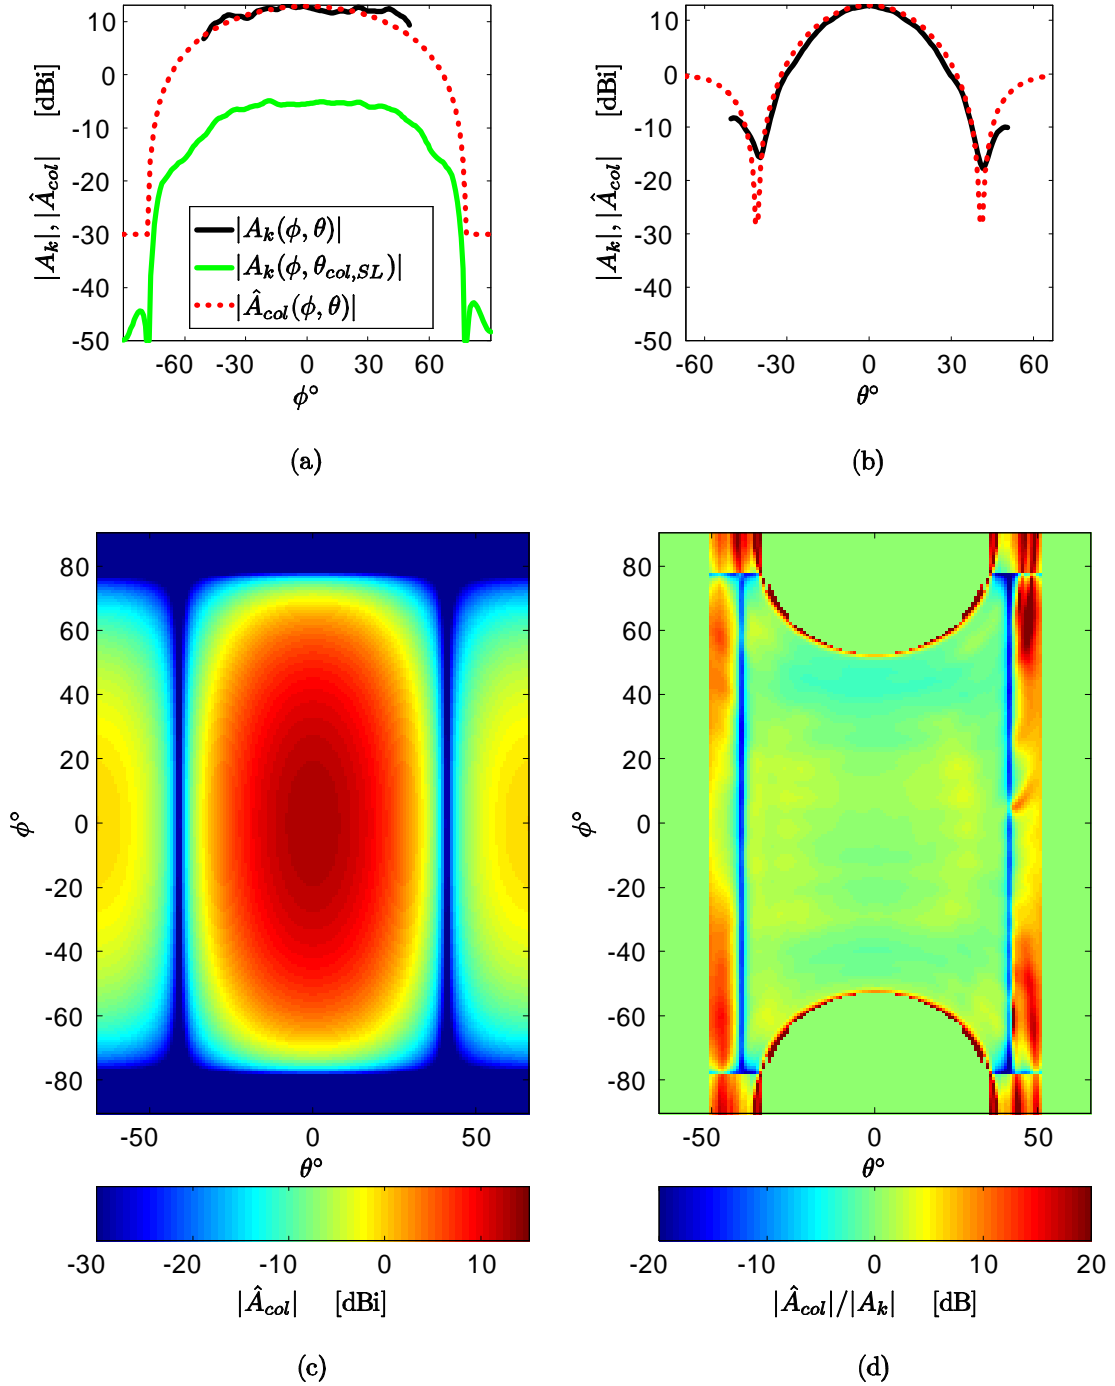 10
0
-10
-20
-30
-40
-50
-60 -30 0 30 60
ϕ°
|A_k|, |Â_col| [dBi]
|A_k(ϕ, θ)|
|A_k(ϕ, θ_col,SL)|
|Â_col(ϕ, θ)|
(a)
10
0
-10
-20
-30
-40
-50
-60 -30 0 30 60
θ°
|A_k|, |Â_col| [dBi]
(b)
80
60
40
20
0
-20
-40
-60
-80
ϕ°
-50 0 50
θ°
-30 -20 -10 0 10
|Â_col| [dBi]
(c)
80
60
40
20
0
-20
-40
-60
-80
ϕ°
-50 0 50
θ°
-20 -10 0 10 20
|Â_col|/|A_k| [dB]
(d)